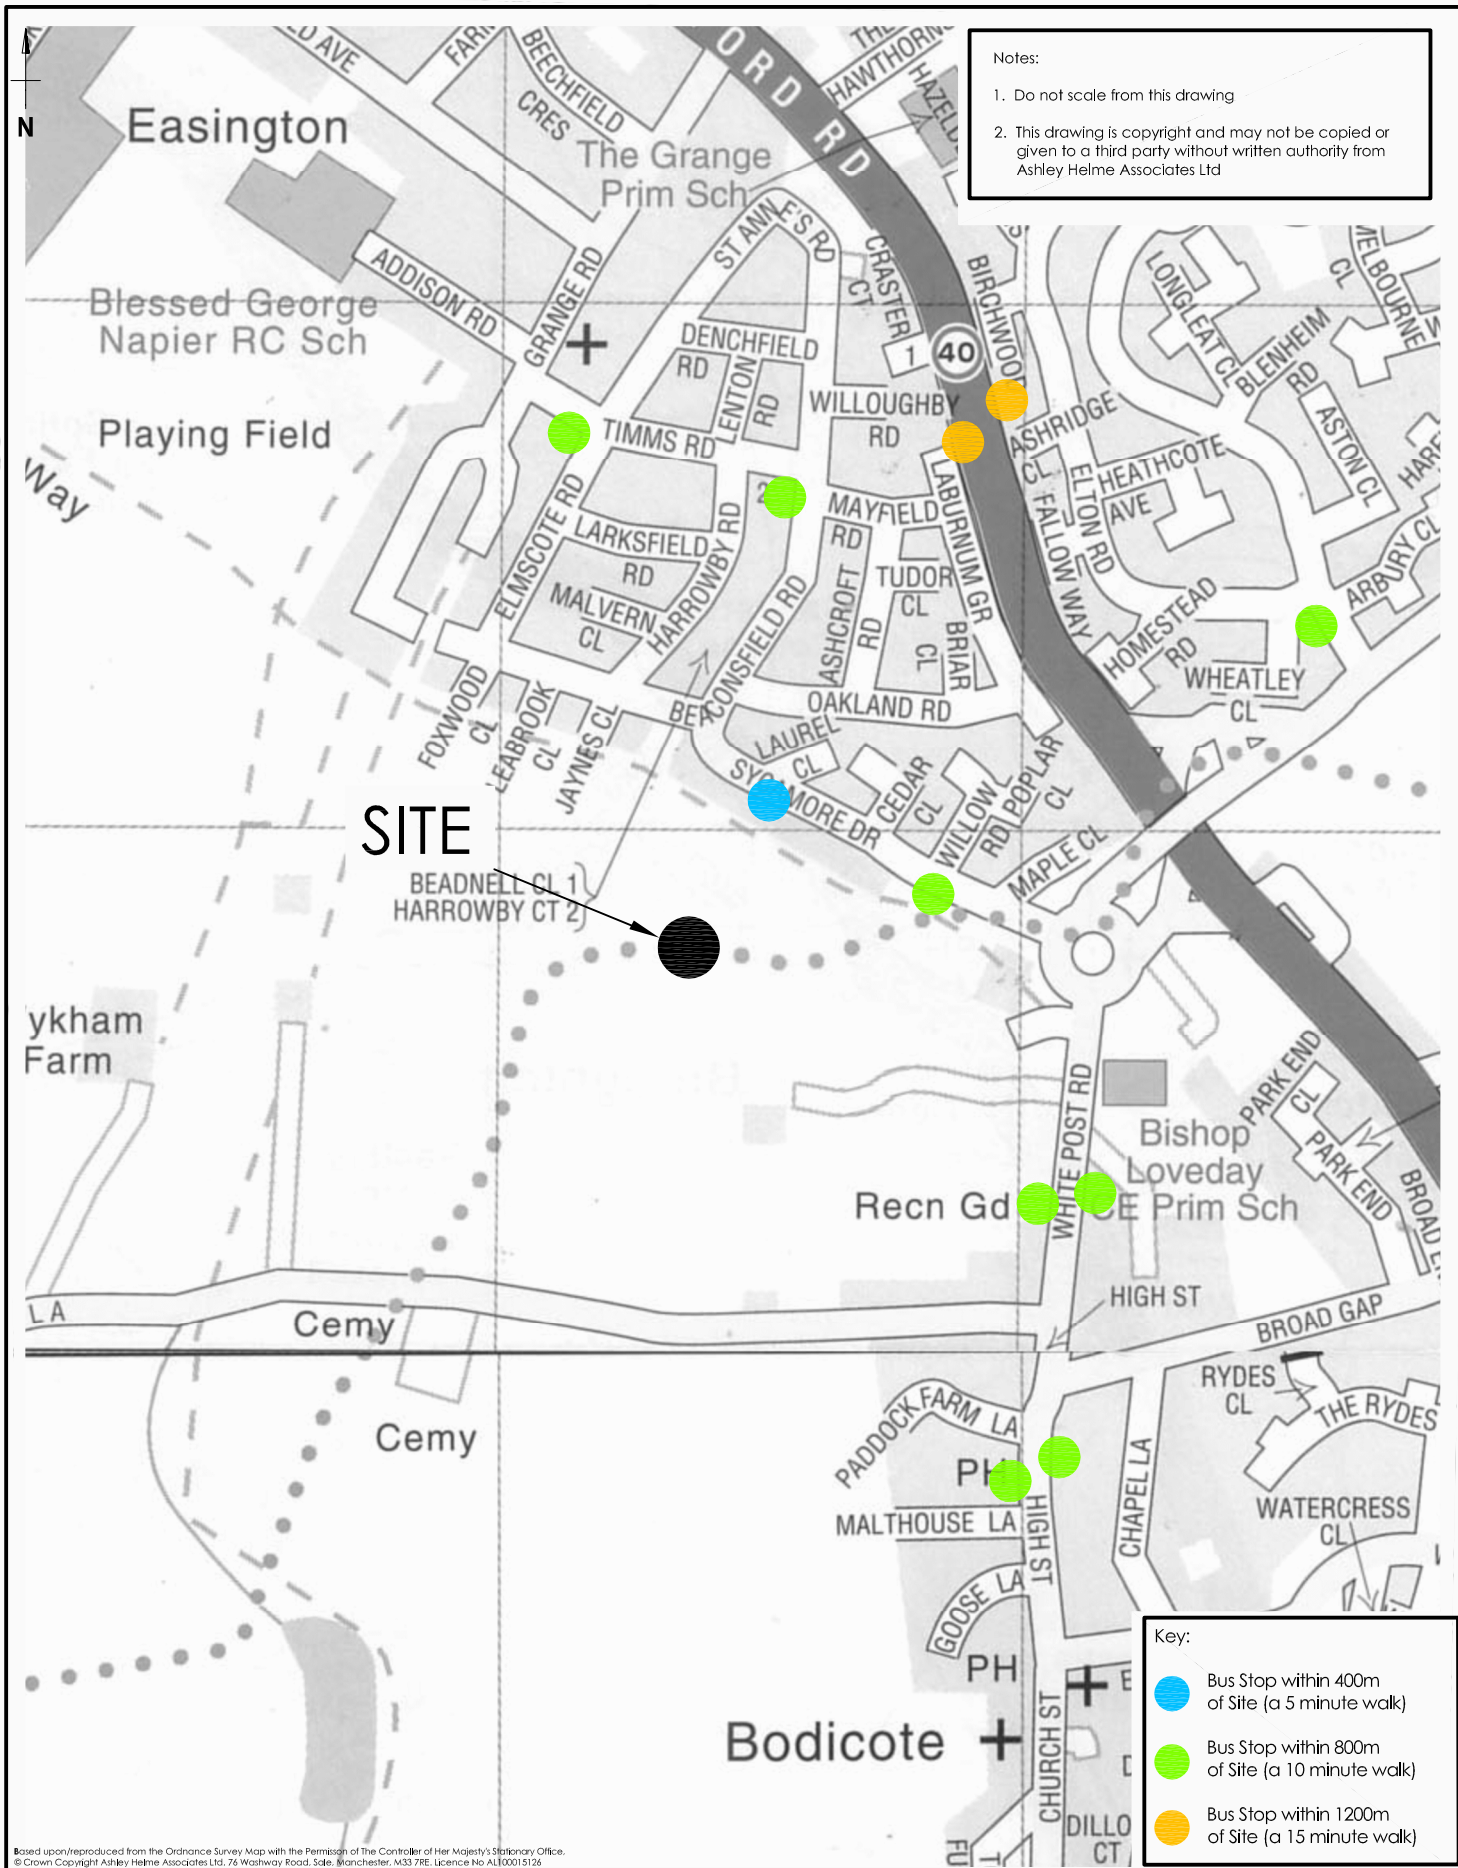 N
Notes:
1. Do not scale from this drawing
2. This drawing is copyright and may not be copied or
given to a third party without written authority from
Ashley Helme Associates Ltd
ORD RD
BEECHFIELD
CRES
HAWTHORN
Easington
The Grange
Prim Sch
ST ANNE'S RD
CRASTER
CT
BIRCHWOOD
LONGLEAT CL
MELBOURNE
CL
ADDISON RD
GRANGE RD
Blessed George
Napier RC Sch
DENCHFIELD
RD
LENTON
RD
1
40
BLENHEIM
RD
Playing Field
Way
TIMMS RD
WILLOUGHBY
RD
ASHRIDGE
CL
ASTON CL
HEATHCOTE
AVE
ELTON RD
ELMSCOTE RD
LARKSFIELD
RD
HARROWBY RD
MAYFIELD
RD
LABURNUM GR
FALLOW WAY
ARBURY CL
MALVERN
CL
BEACONSFIELD RD
ASHCROFT
RD
TUDOR
CL
BRIAR
CL
HOMESTEAD
RD
WHEATLEY
CL
FOXWOOD
CL
LEABROOK
CL
JAYNES CL
OAKLAND RD
LAUREL
CL
SYCAMORE DR
CEDAR
CL
WILLOW
RD
POPLAR
CL
MAPLE CL
SITE
BEADNELL CL 1
HARROWBY CT 2
ykham
Farm
WHITE POST RD
PARK END
CL
PARK END
Bishop
Loveday
CE Prim Sch
Recn Gd
BROAD
HIGH ST
BROAD GAP
LA
Cemy
Cemy
RYDES
CL
THE RYDES
PADDOCK FARM LA
PH
MALTHOUSE LA
HIGH ST
CHAPEL LA
WATERCRESS
CL
GOOSE LA
PH
Bodicote
CHURCH ST
DILLO
CT
Key:
Bus Stop within 400m
of Site (a 5 minute walk)
Bus Stop within 800m
of Site (a 10 minute walk)
Bus Stop within 1200m
of Site (a 15 minute walk)
Based upon/reproduced from the Ordnance Survey Map with the Permisson of The Controller of Her Majesty's Stationary Office.
© Crown Copyright Ashley Helme Associates Ltd. 76 Washway Road, Sale, Manchester, M33 7RE. Licence No AL100015126